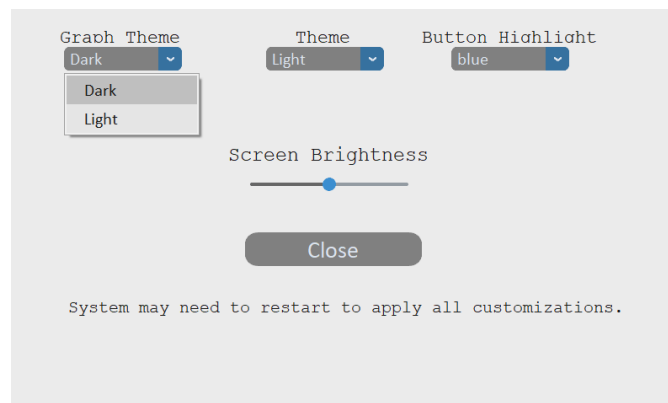 Graph Theme Theme Button Highlight
Dark Light blue
Dark
Light
Screen Brightness
Close
System may need to restart to apply all customizations.